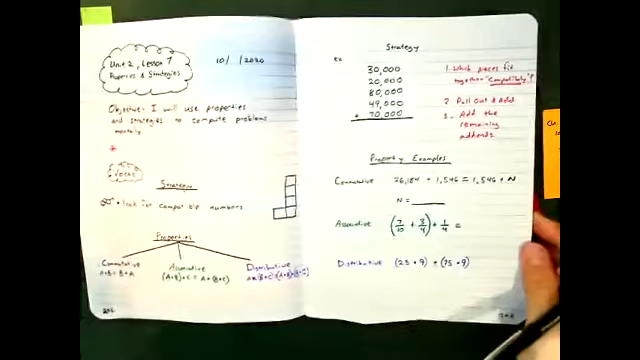 Unit 2, Lesson 7
Properties & Strategies
10/ /2020
Objective: I will use properties
and strategies to compute problems
mentally
*
Vocab
Strategy
• look for compatible numbers
Properties
Commutative
A+B = B+A
Associative
(A+B)+C = A+(B+C)
Distributive
Strategy
ex
30,000
20,000
80,000
49,000
+ 70,000
1. Which pieces fit
together "Compatibly"?
2 Pull Out & Add
3. Add the
remaining
addends
Property Examples
Commutative 26,184 + 1,546 = 1,546 + N
N =
Associative (7/10 + 3/4) + 1/4 =
Distributive (25 • 9) + (75 • 9)